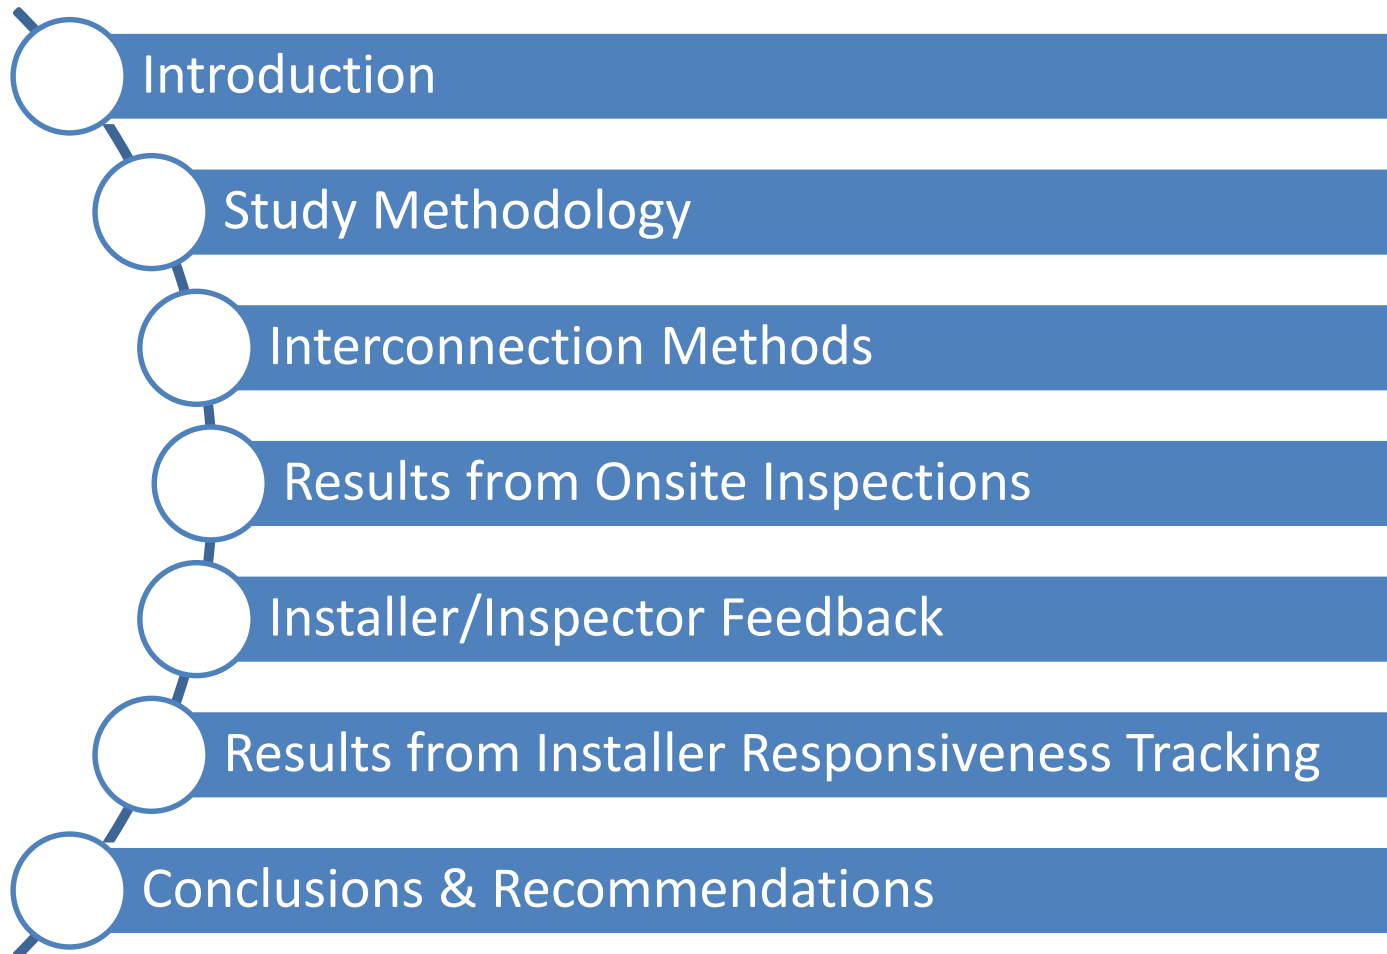 Introduction
Study Methodology
Interconnection Methods
Results from Onsite Inspections
Installer/Inspector Feedback
Results from Installer Responsiveness Tracking
Conclusions & Recommendations